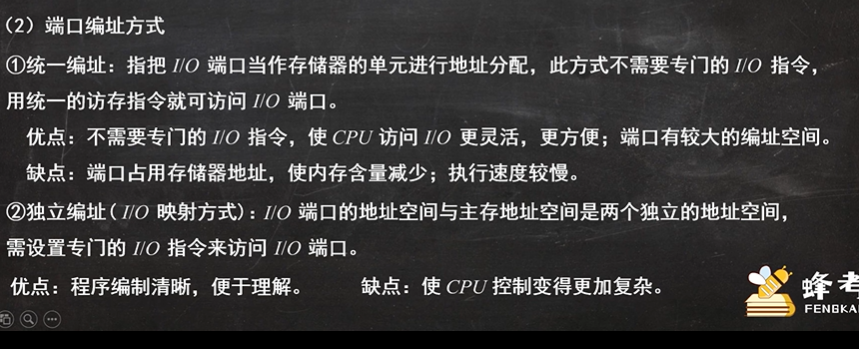 （2）端口编址方式
①统一编址：指把 I/O 端口当作存储器的单元进行地址分配，此方式不需要专门的 I/O 指令，
用统一的访存指令就可访问 I/O 端口。
优点：不需要专门的 I/O 指令，使 CPU 访问 I/O 更灵活，更方便；端口有较大的编址空间。
缺点：端口占用存储器地址，使内存含量减少；执行速度较慢。
②独立编址（I/O 映射方式）：I/O 端口的地址空间与主存地址空间是两个独立的地址空间，
需设置专门的 I/O 指令来访问 I/O 端口。
优点：程序编制清晰，便于理解。 缺点：使 CPU 控制变得更加复杂。
蜂考
FENGKA